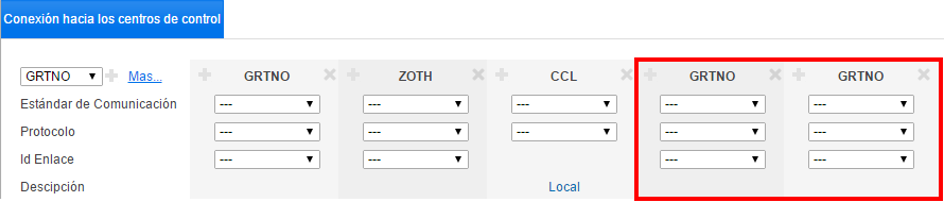 Conexión hacia los centros de control
GRTNO Mas... GRTNO ZOTH CCL GRTNO GRTNO
Estándar de Comunicación --- --- --- --- ---
Protocolo --- --- --- --- ---
Id Enlace --- --- --- ---
Descipción Local